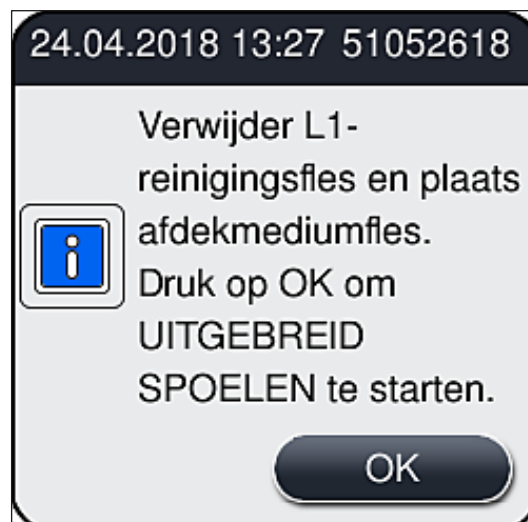 24.04.2018 13:27 51052618
Verwijder L1-
reinigingsfles en plaats
afdekmediumfles.
Druk op OK om
UITGEBREID
SPOELEN te starten.
OK